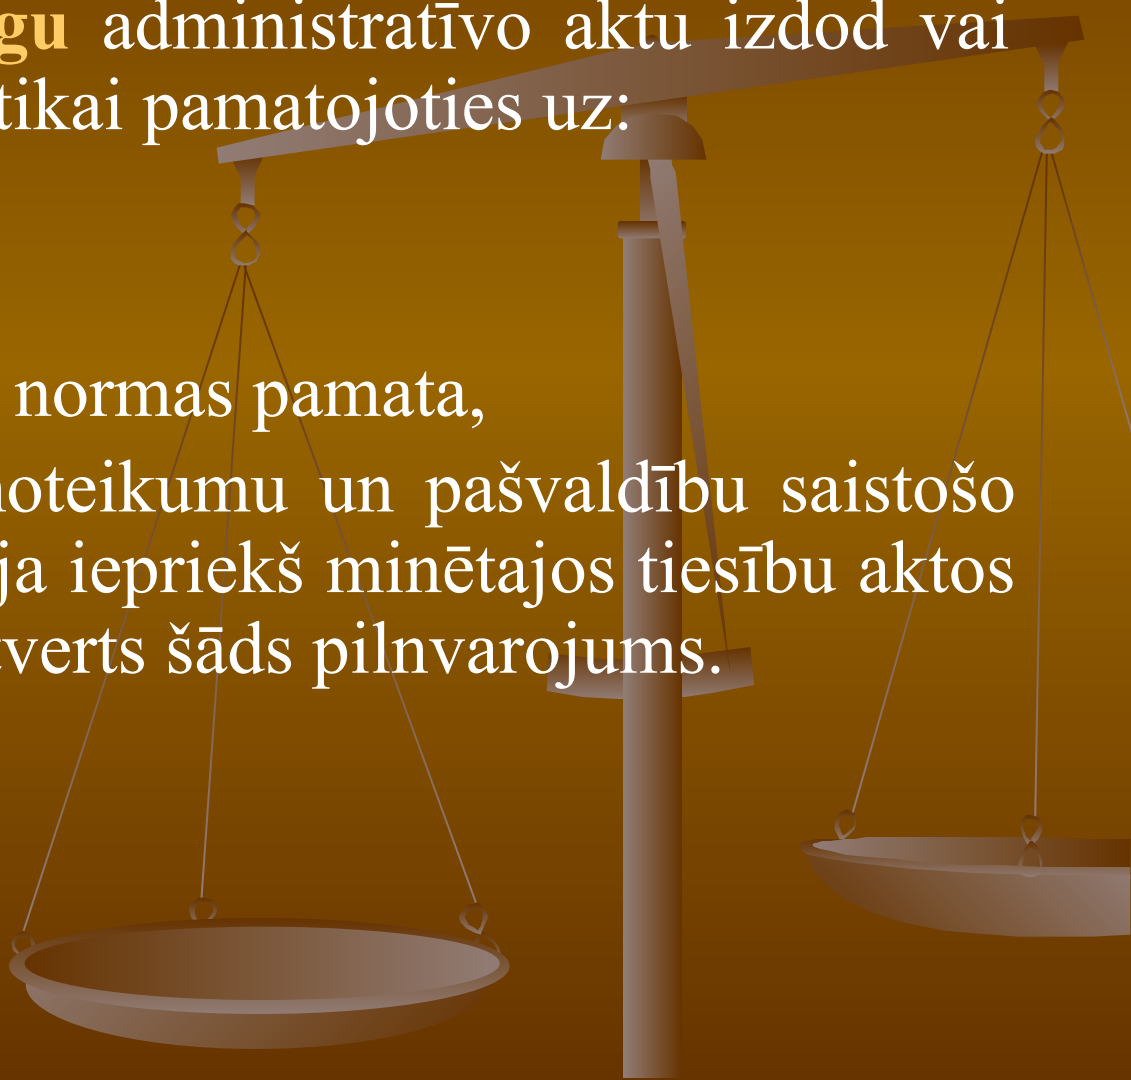 gu administratīvo aktu izdod vai
tikai pamatojoties uz:
normas pamata,
noteikumu un pašvaldību saistošo
ja iepriekš minētajos tiesību aktos
tverts šāds pilnvarojums.